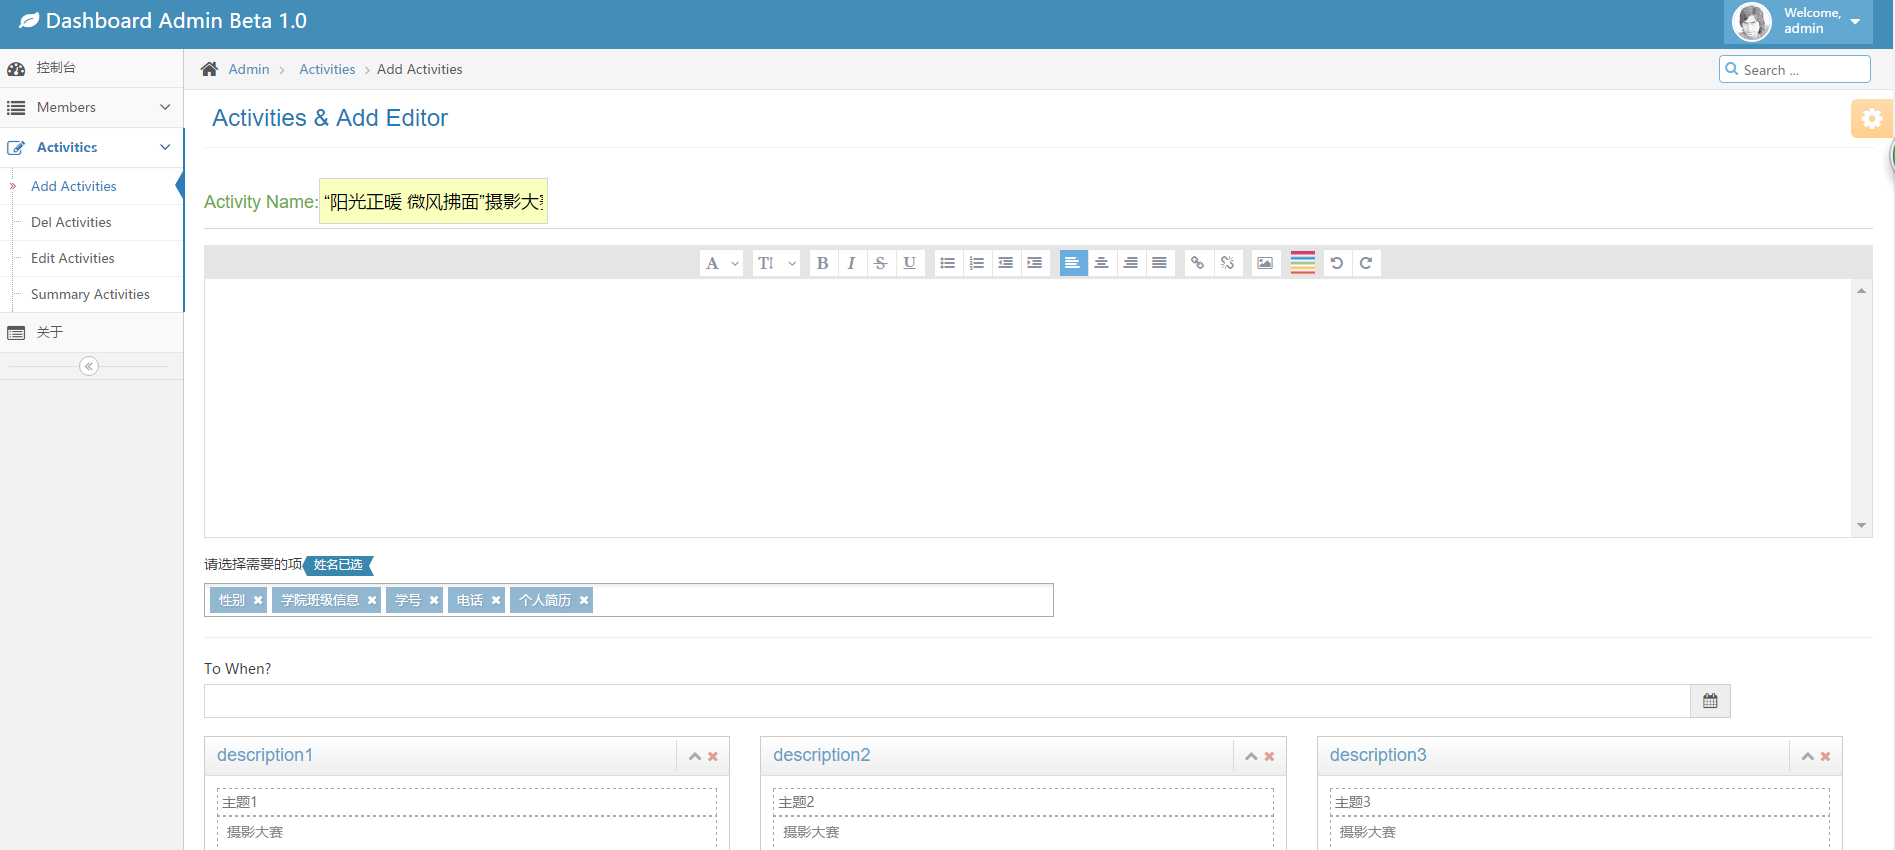 Dashboard Admin Beta 1.0
Welcome,
admin
控制台
Members
Activities
Add Activities
Del Activities
Edit Activities
Summary Activities
关于
Admin
Activities
Add Activities
Search ...
Activities & Add Editor
Activity Name:
“阳光正暖 微风拂面”摄影大
A
TI
B
I
S
U
请选择需要的项 姓名已选
性别
学院班级信息
学号
电话
个人简历
To When?
description1
主题1
摄影大赛
description2
主题2
摄影大赛
description3
主题3
摄影大赛